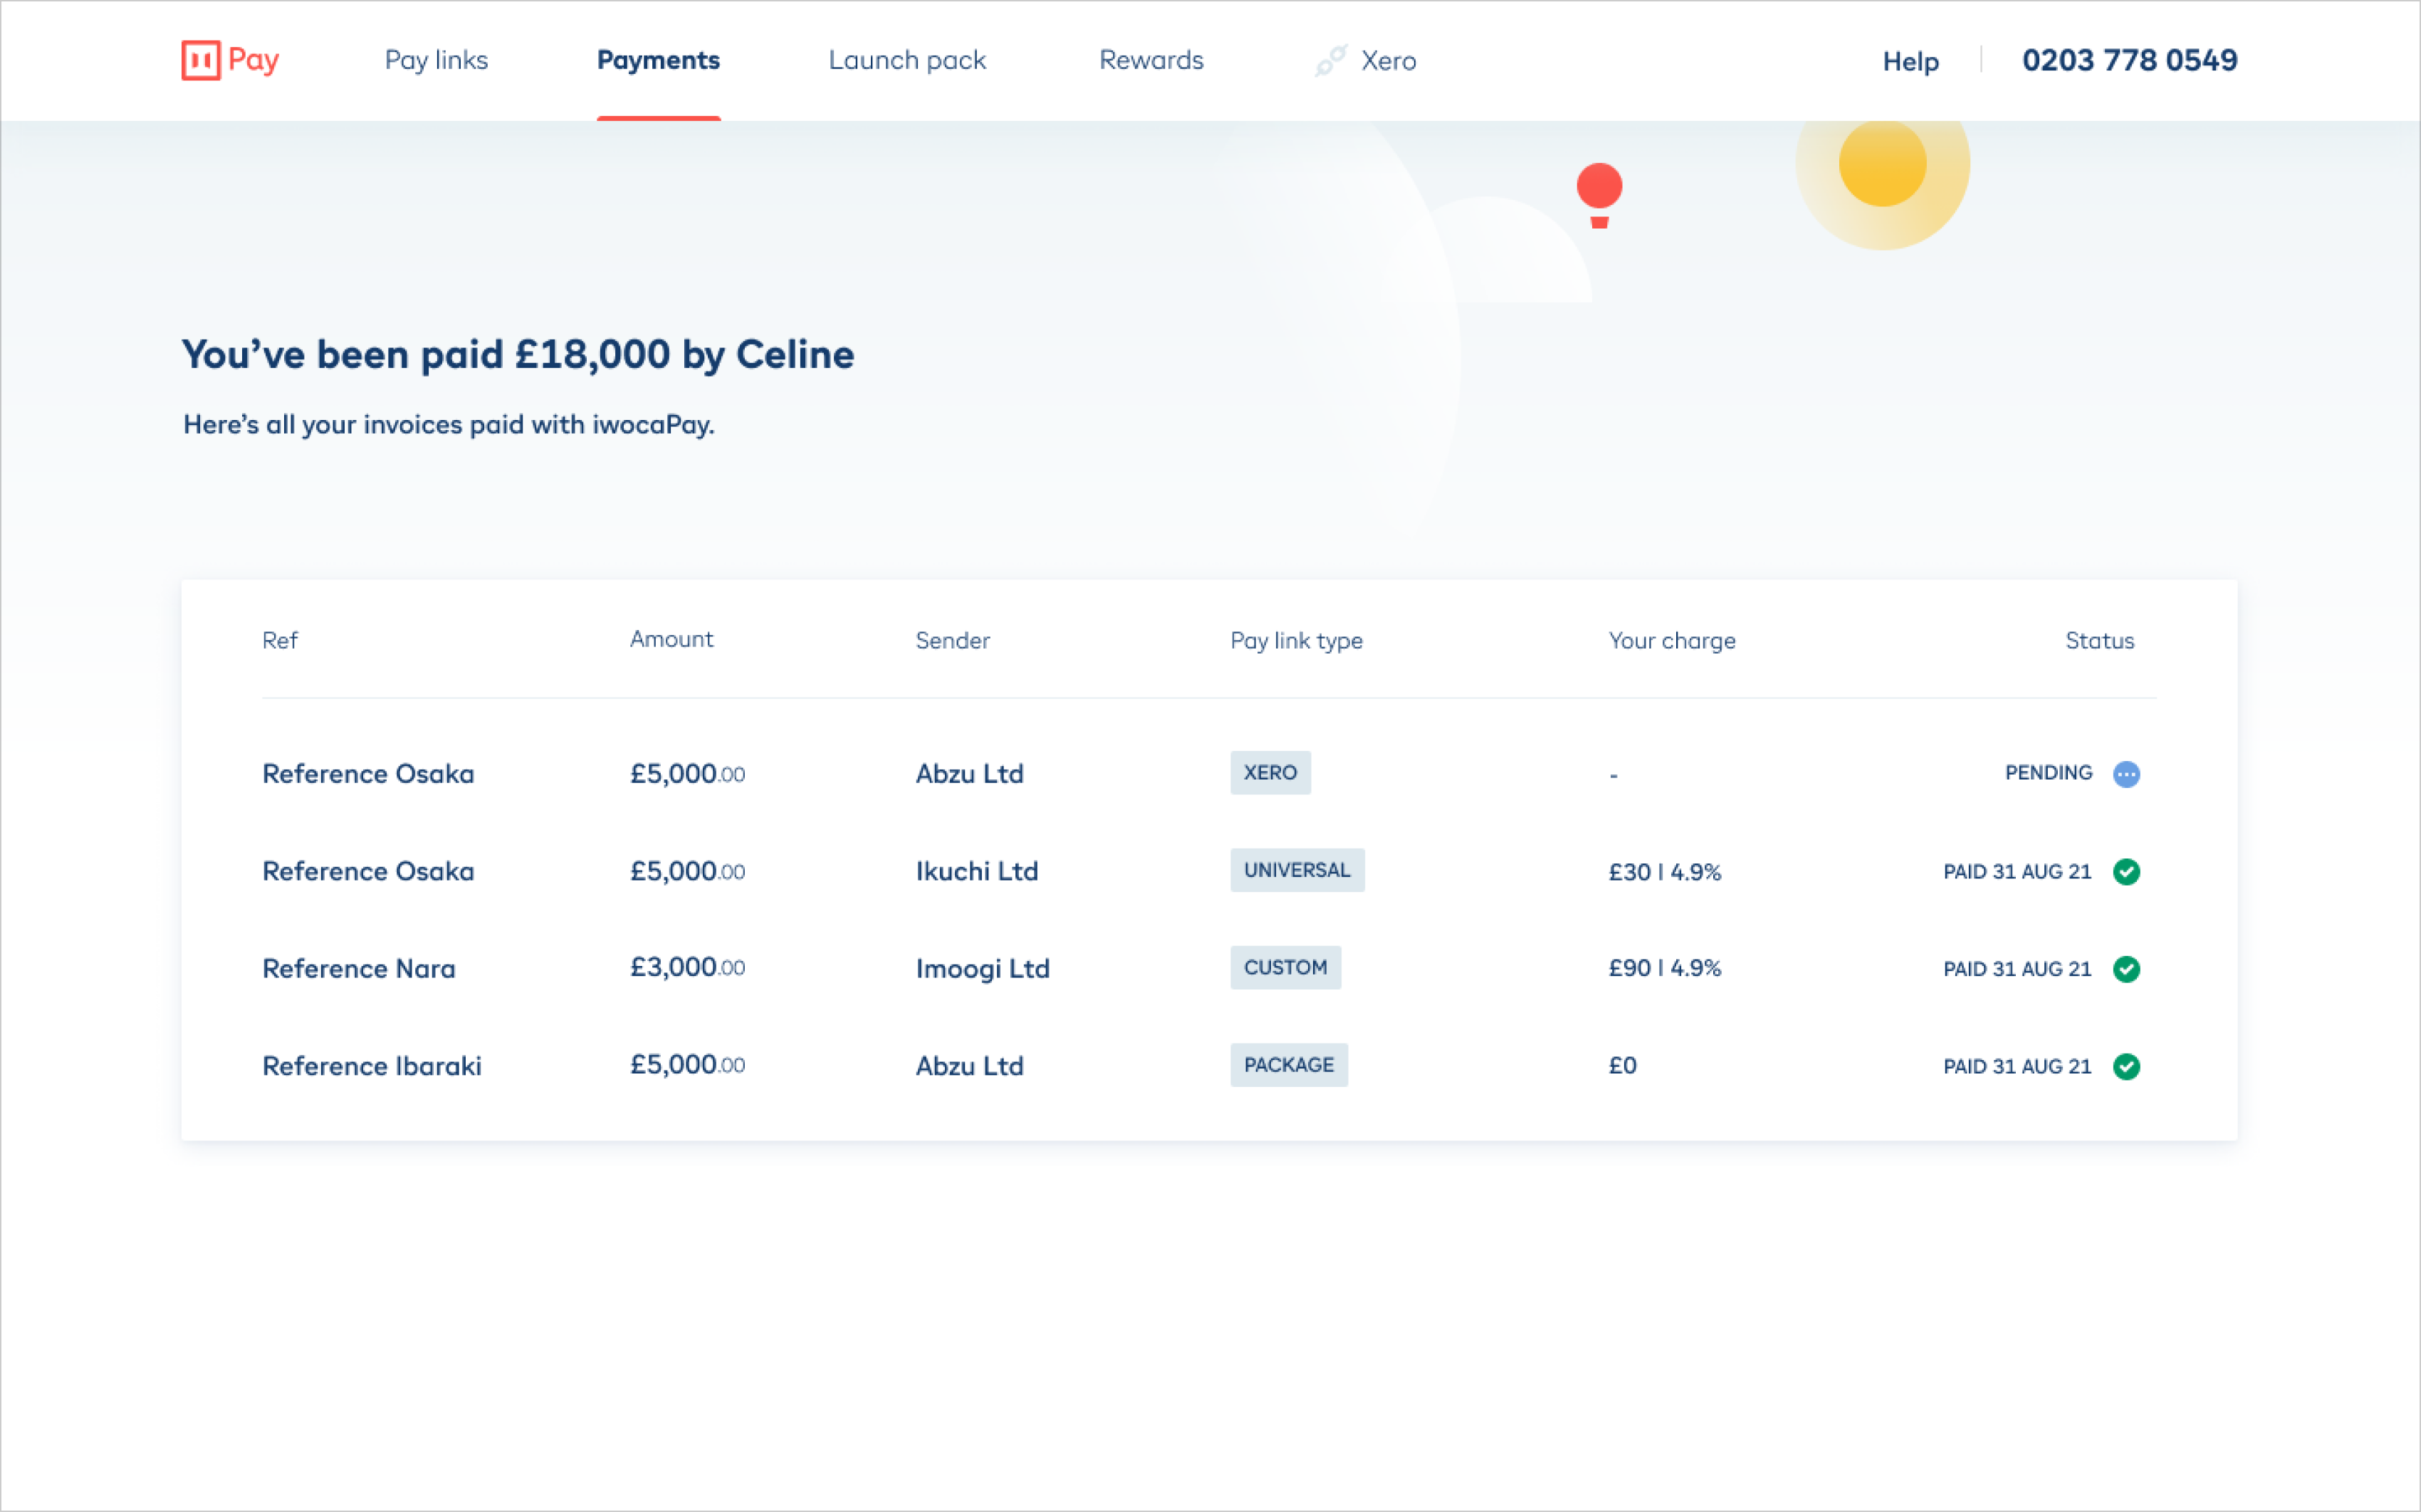 Pay Pay links Payments Launch pack Rewards Xero Help 0203 778 0549
You’ve been paid £18,000 by Celine
Here’s all your invoices paid with iwocaPay.
Ref Amount Sender Pay link type Your charge Status
Reference Osaka £5,000.00 Abzu Ltd XERO - PENDING
Reference Osaka £5,000.00 Ikuchi Ltd UNIVERSAL £30 | 4.9% PAID 31 AUG 21
Reference Nara £3,000.00 Imoogi Ltd CUSTOM £90 | 4.9% PAID 31 AUG 21
Reference Ibaraki £5,000.00 Abzu Ltd PACKAGE £0 PAID 31 AUG 21